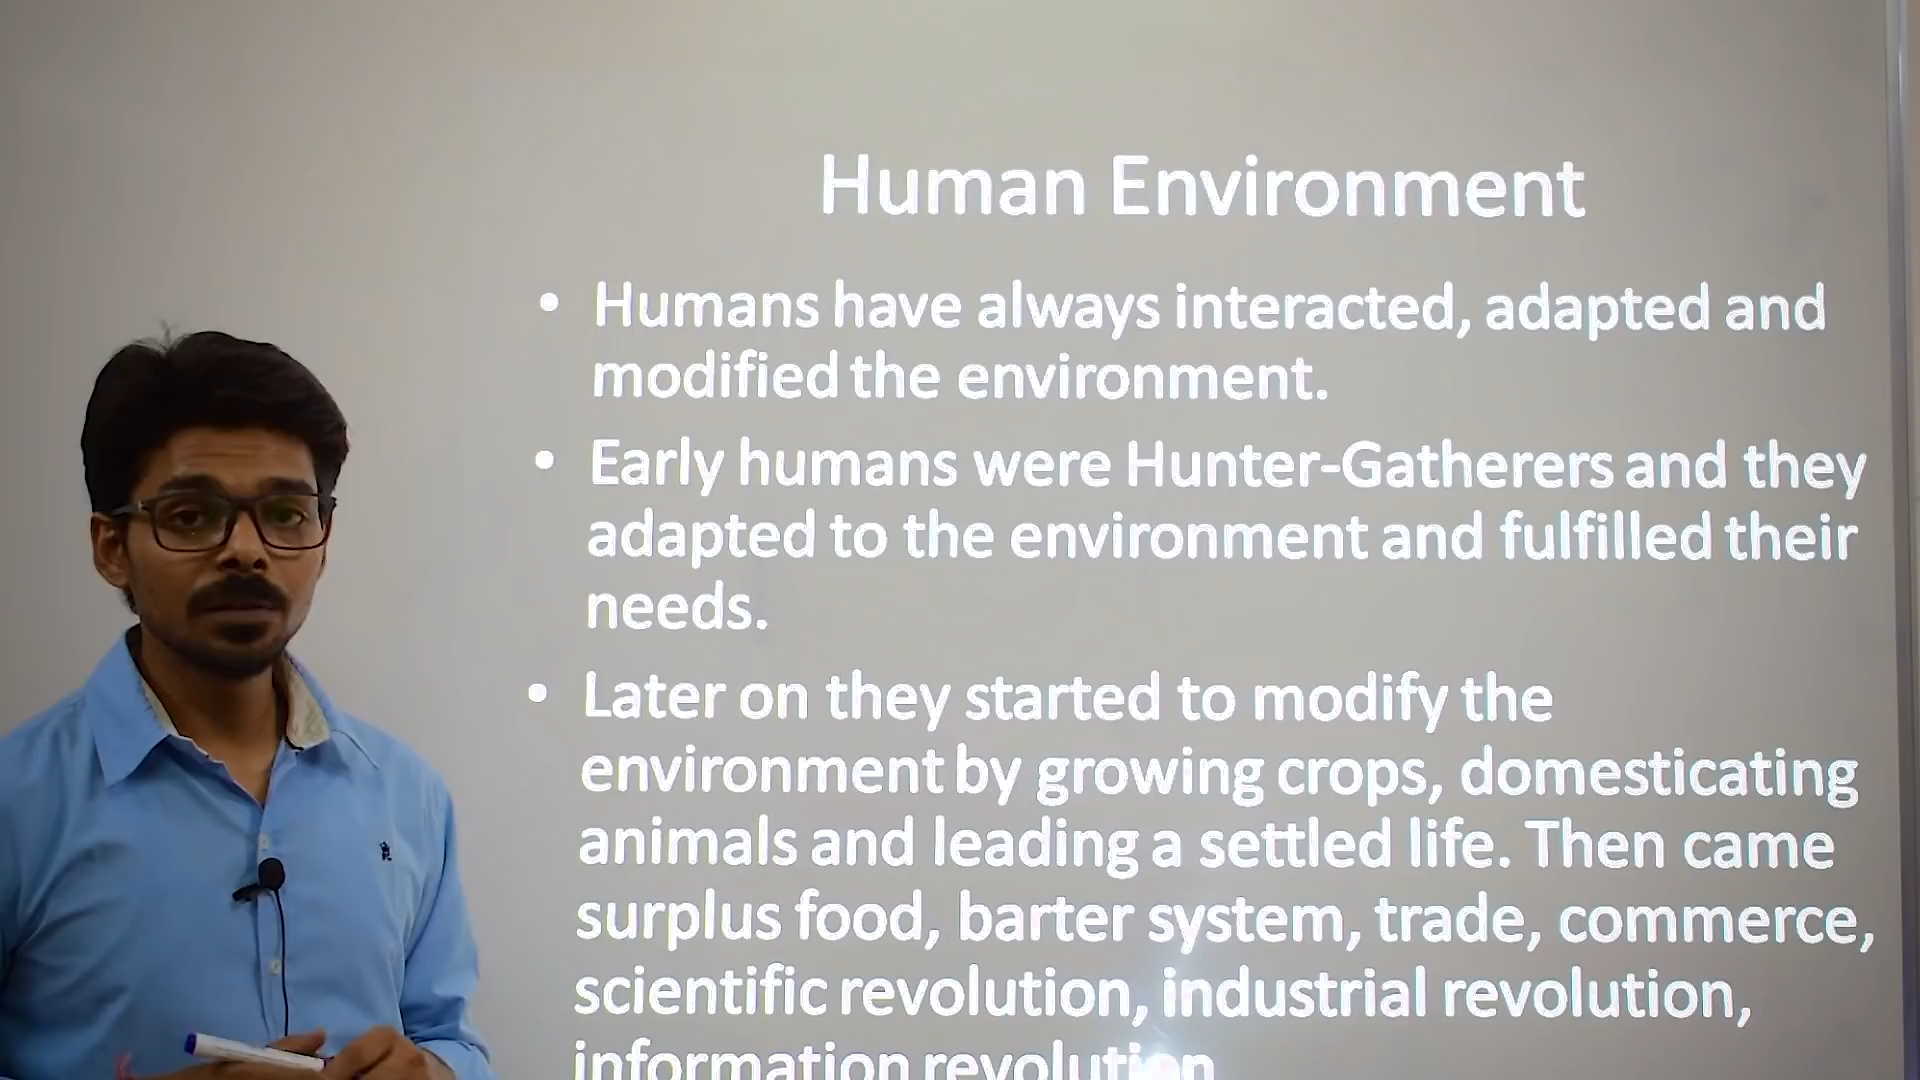 Human Environment
• Humans have always interacted, adapted and
modified the environment.
• Early humans were Hunter-Gatherers and they
adapted to the environment and fulfilled their
needs.
• Later on they started to modify the
environment by growing crops, domesticating
animals and leading a settled life. Then came
surplus food, barter system, trade, commerce,
scientific revolution, industrial revolution,
information revolution